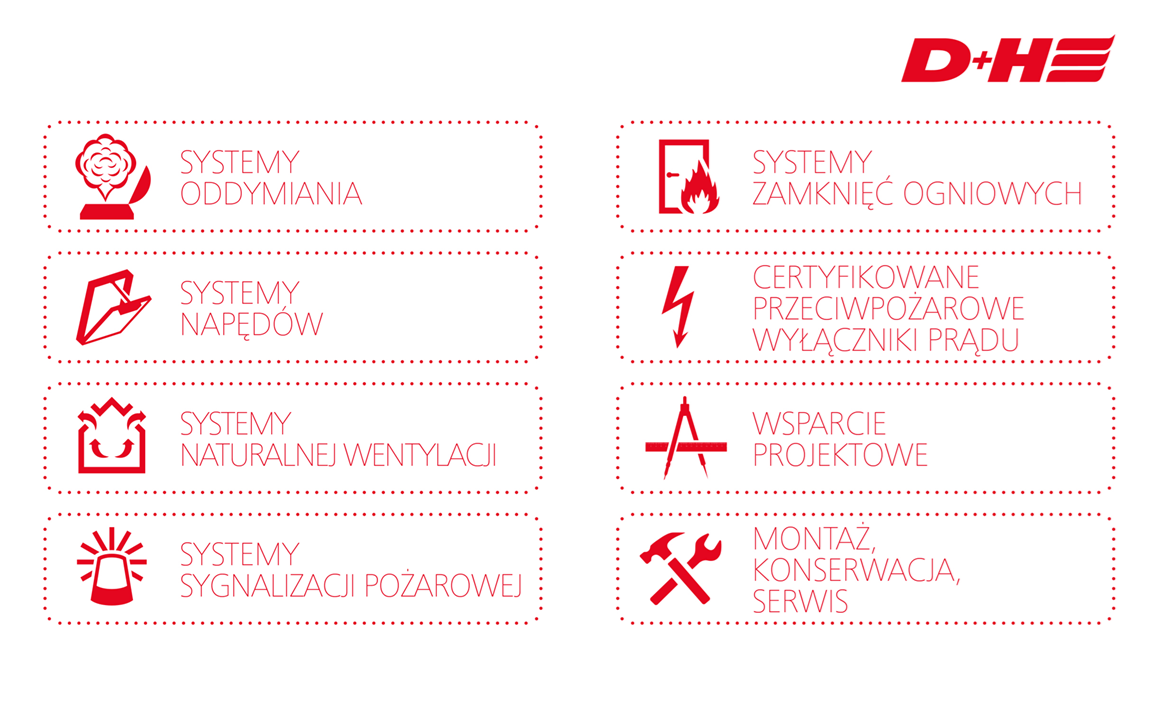 D+H
SYSTEMY
ODDYMIANIA
SYSTEMY
NAPĘDÓW
SYSTEMY
NATURALNEJ WENTYLACJI
SYSTEMY
SYGNALIZACJI POŻAROWEJ
SYSTEMY
ZAMKNIĘĆ OGNIOWYCH
CERTYFIKOWANE
PRZECIWPOŻAROWE
WYŁĄCZNIKI PRĄDU
WSPARCIE
PROJEKTOWE
MONTAŻ,
KONSERWACJA,
SERWIS